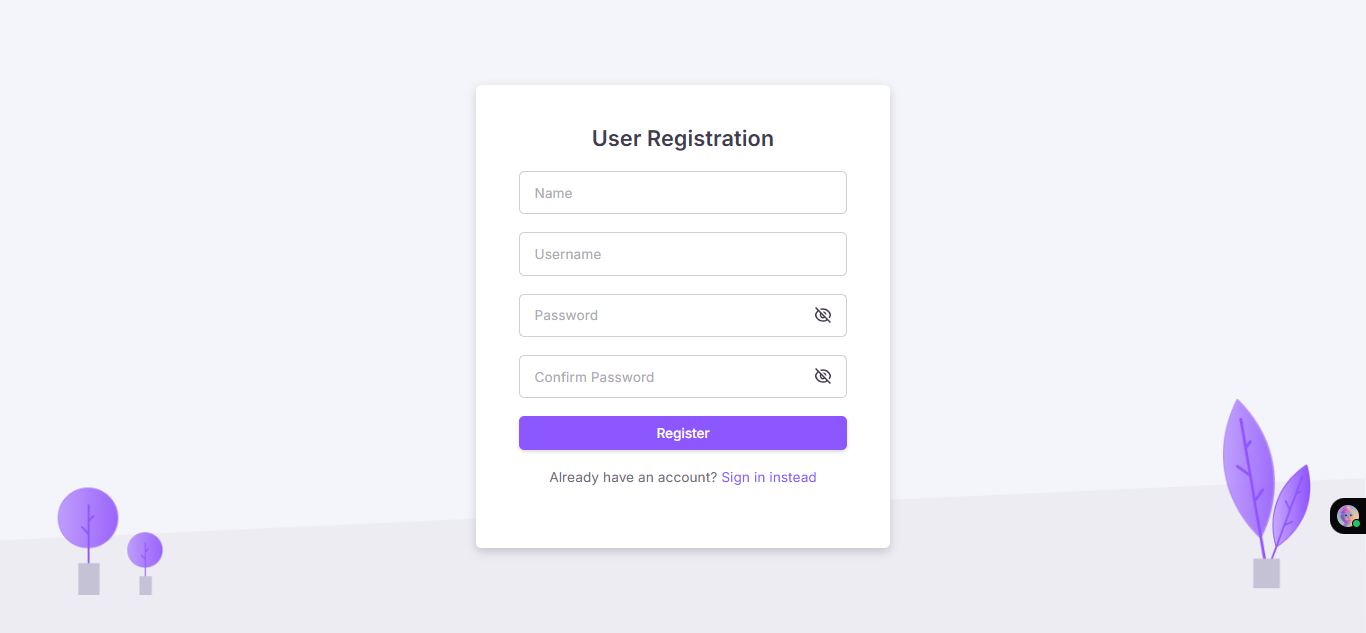 User Registration
Name
Username
Password
Confirm Password
Register
Already have an account? Sign in instead